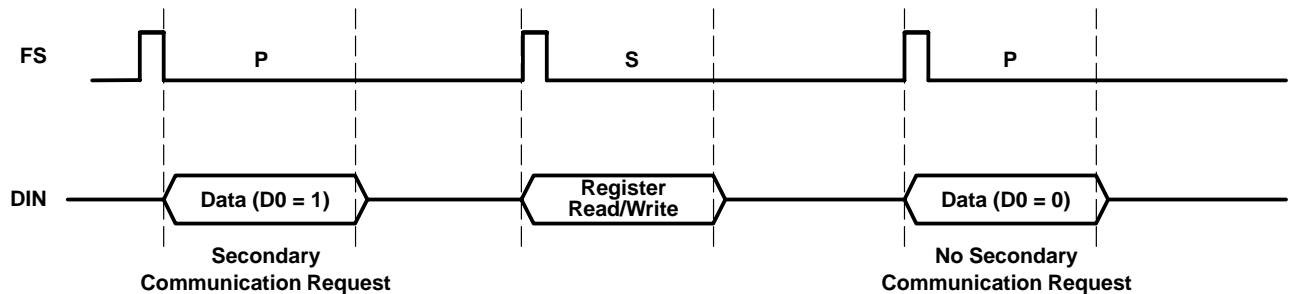 FS
P
S
P
DIN
Data (D0 = 1)
Register
Read/Write
Data (D0 = 0)
Secondary
Communication Request
No Secondary
Communication Request